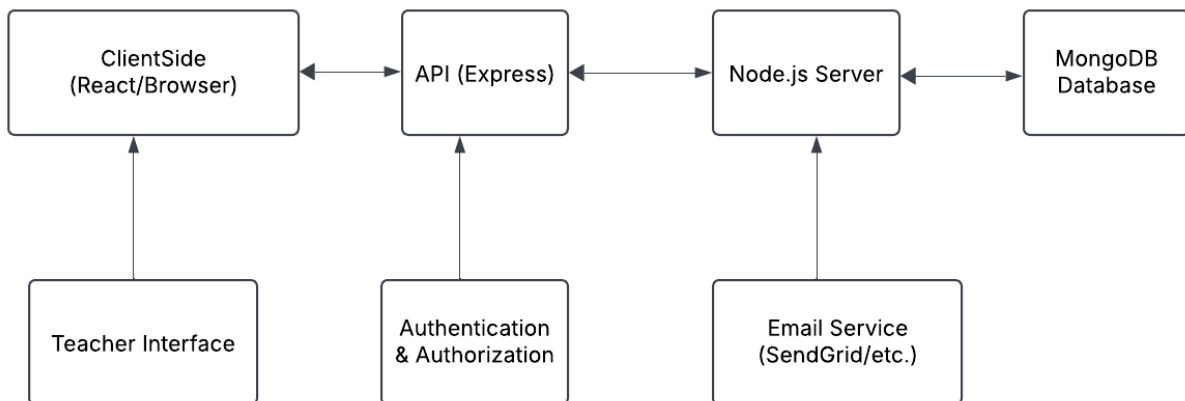 ClientSide
(React/Browser)
API (Express)
Node.js Server
MongoDB
Database
Teacher Interface
Authentication
& Authorization
Email Service
(SendGrid/etc.)